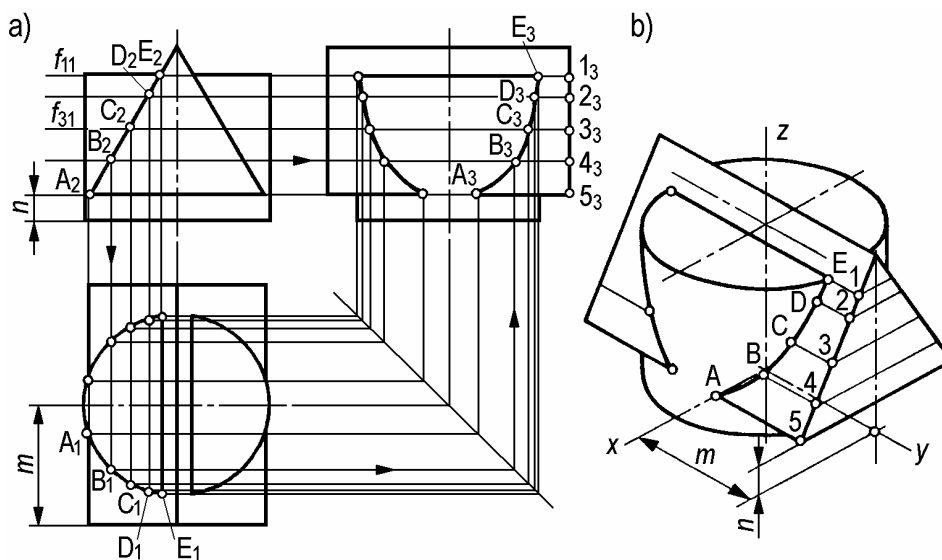 a)
b)
E₃
D₂ E₂
f₁₁
1₃
D₃
2₃
C₂
C₃
f₃₁
3₃
B₂
B₃
4₃
A₂
A₃
5₃
n
z
E
1
D
2
C
3
B
A
4
5
x
m
y
n
m
A₁
B₁
C₁
D₁
E₁